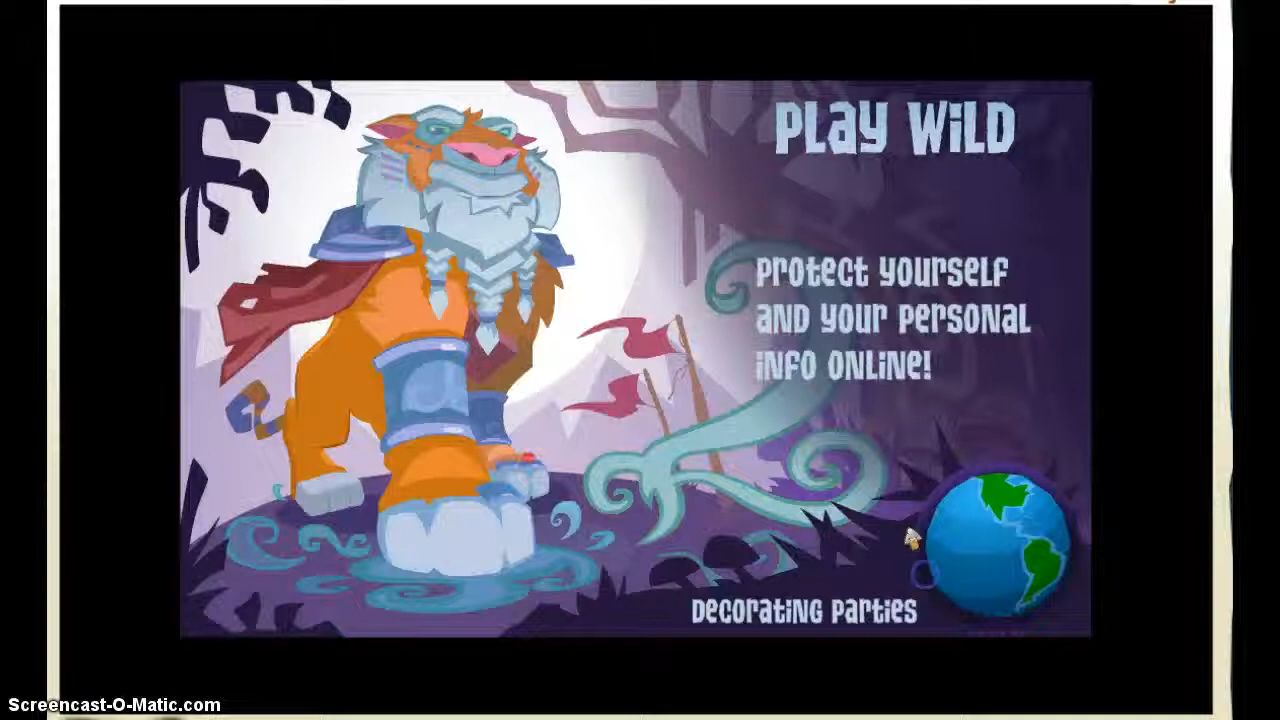 PLAY WILD
PROTECT YOURSELF
AND YOUR PERSONAL
INFO ONLINE!
DECORATING PARTIES
Screencast-O-Matic.com